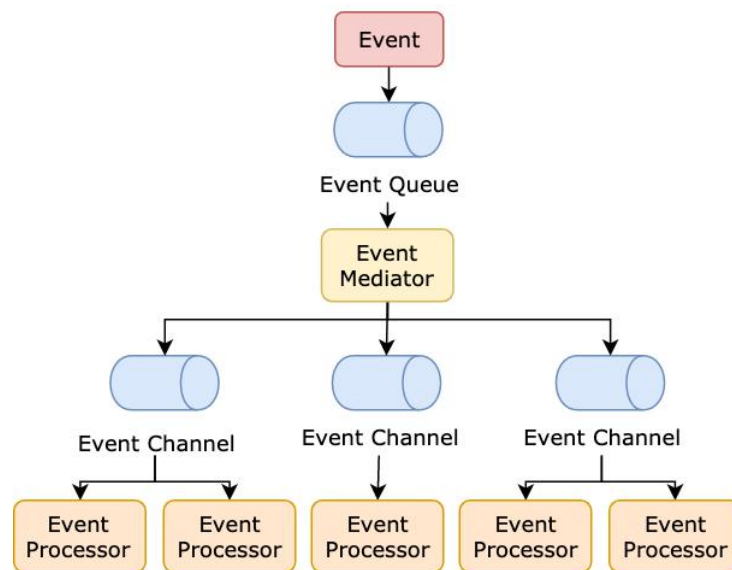 Event
Event Queue
Event
Mediator
Event Channel
Event Channel
Event Channel
Event
Processor
Event
Processor
Event
Processor
Event
Processor
Event
Processor